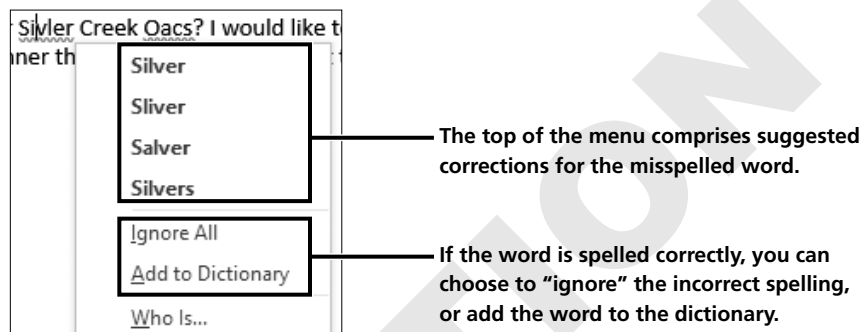 Sivler Creek Oacs? I would like t
nner th
Silver
Sliver
Salver
Silvers
Ignore All
Add to Dictionary
Who Is...
The top of the menu comprises suggested
corrections for the misspelled word.
If the word is spelled correctly, you can
choose to “ignore” the incorrect spelling,
or add the word to the dictionary.
TION